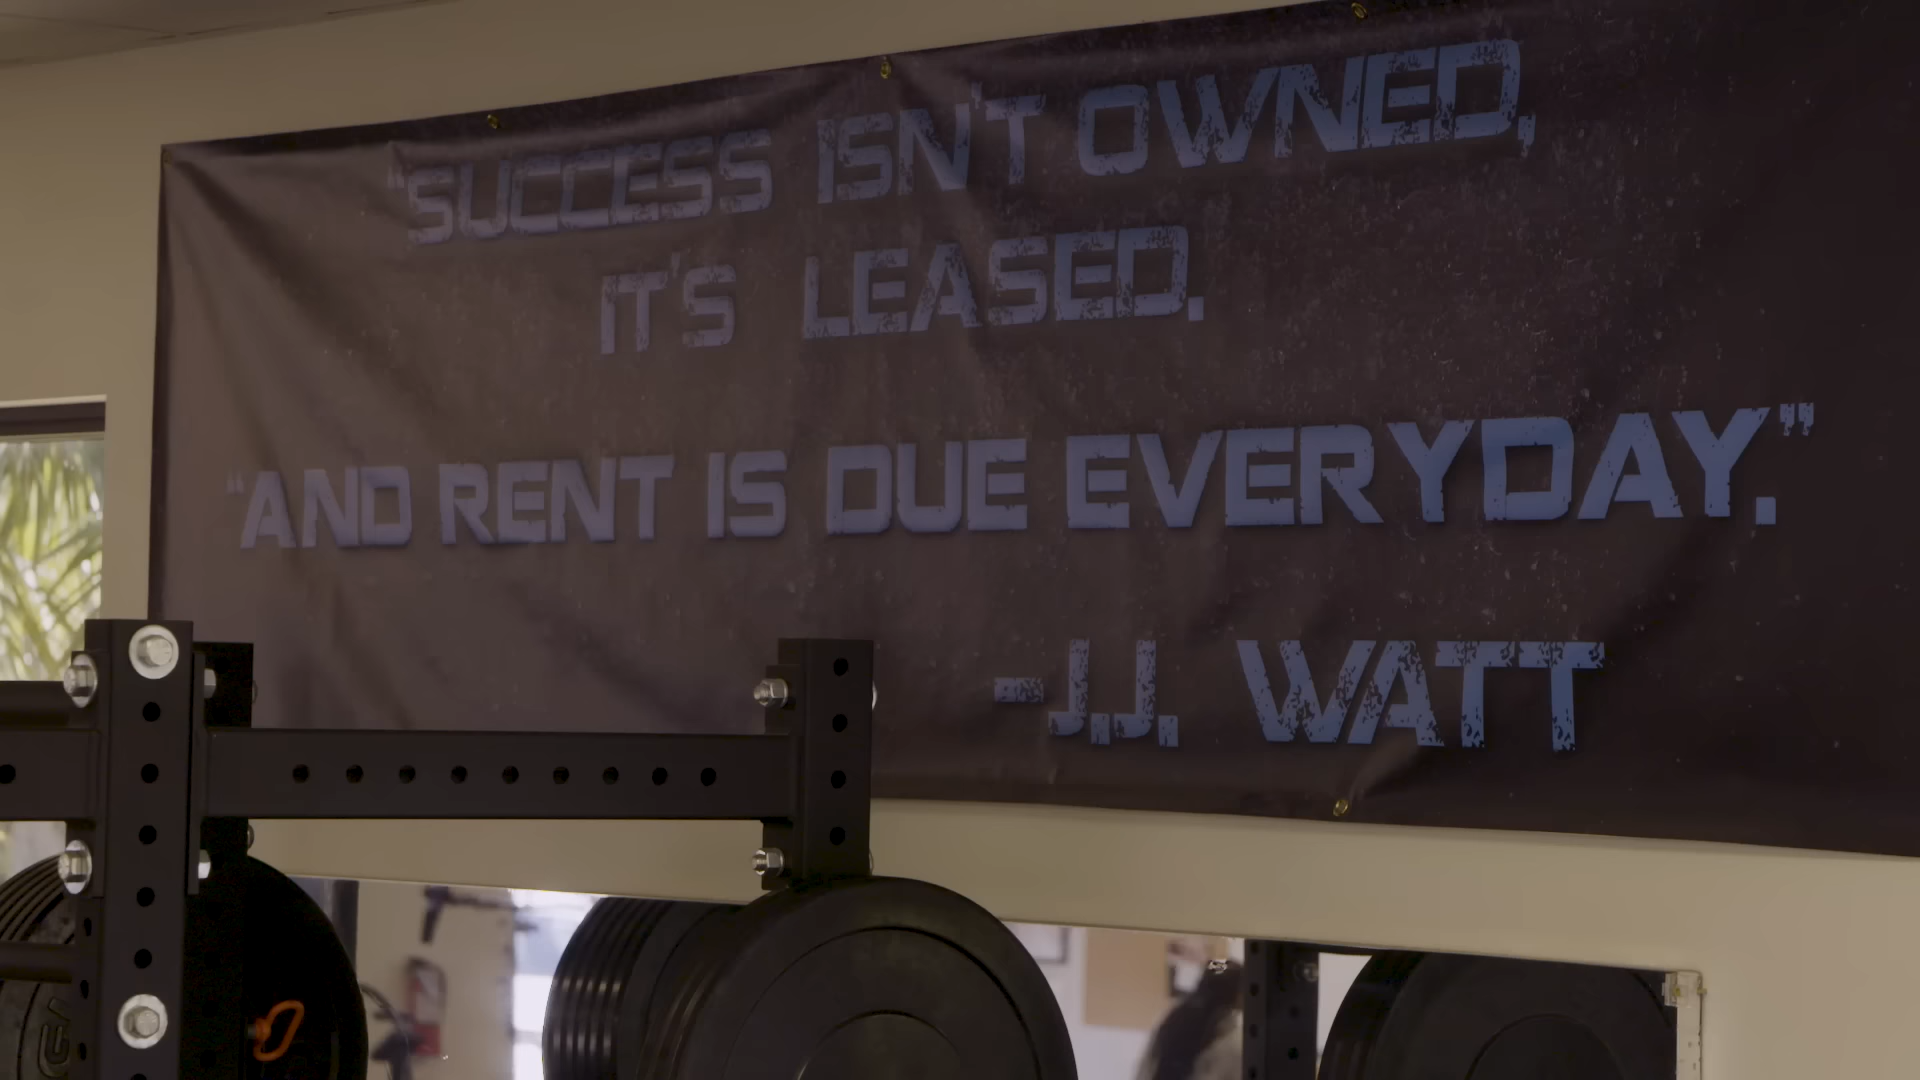 "SUCCESS ISN'T OWNED,
IT'S LEASED.
"AND RENT IS DUE EVERYDAY."
-J.J. WATT